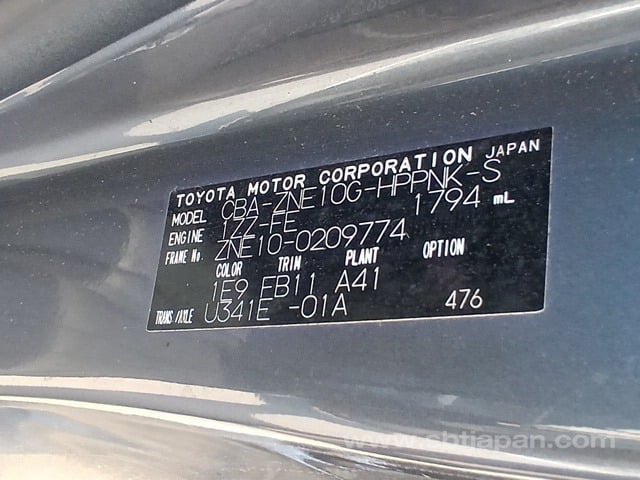 TOYOTA MOTOR CORPORATION JAPAN
MODEL CBA-ZNE10G-HPPNK-S
ENGINE 1ZZ-FE 1794 mL
FRAME No. ZNE10-0209774
COLOR TRIM PLANT OPTION
1E9 EB11 A41
TRANS/AXLE U341E -01A 476
www.sbtjapan.com